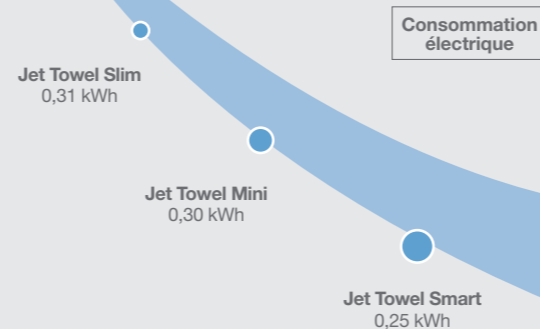 Consommation
électrique
Jet Towel Slim
0,31 kWh
Jet Towel Mini
0,30 kWh
Jet Towel Smart
0,25 kWh